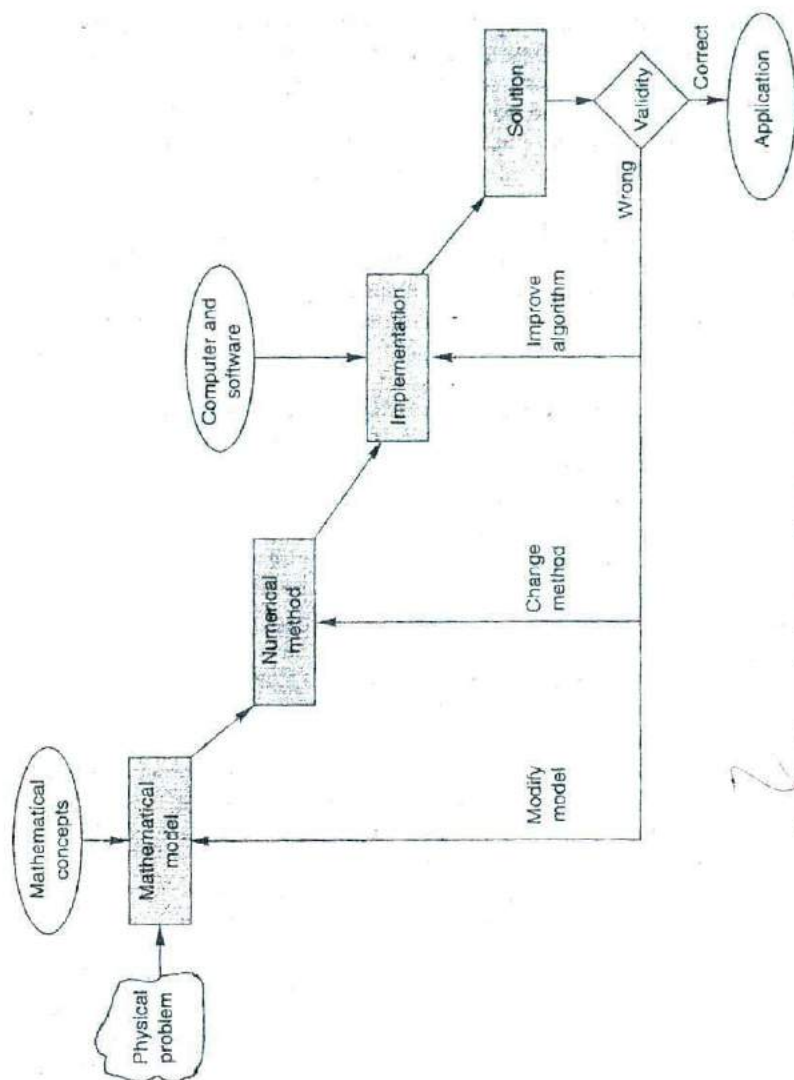 Physical
problem
Mathematical
concepts
Mathematical
model
Numerical
method
Computer and
software
Implementation
Solution
Validity
Wrong
Correct
Application
Modify
model
Change
method
Improve
algorithm
2